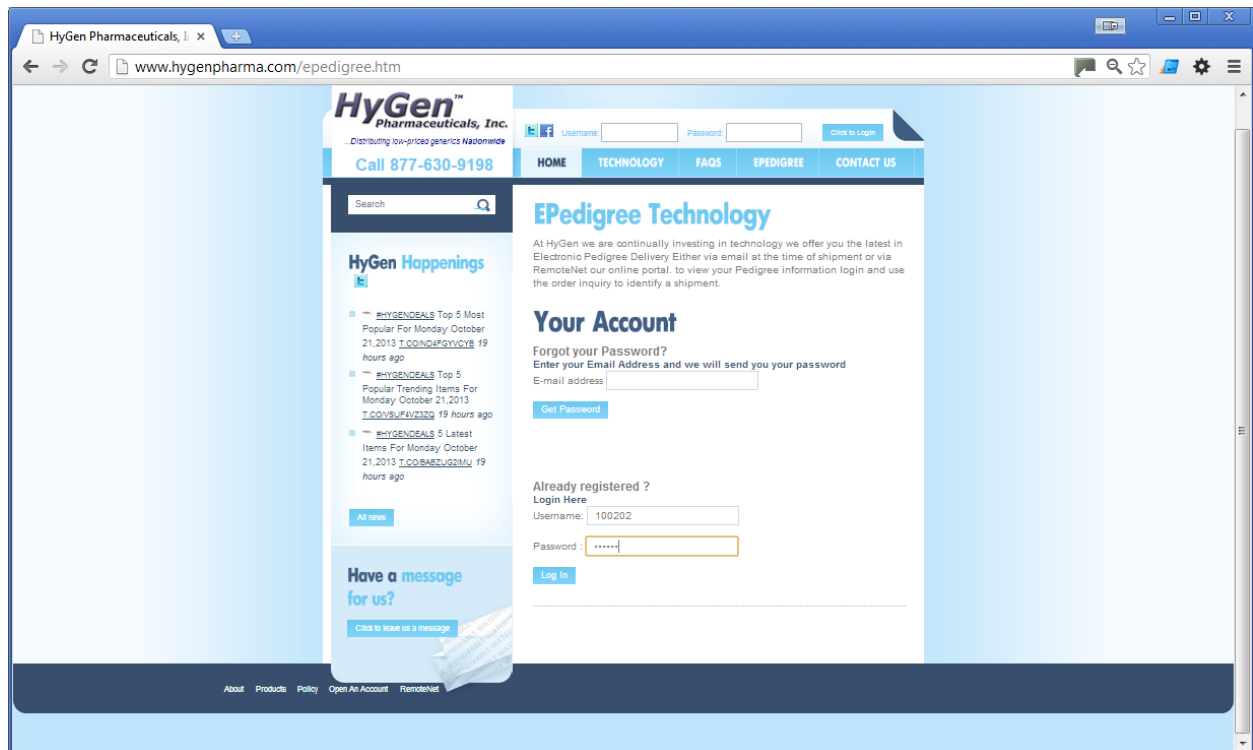 HyGen Pharmaceuticals, I
www.hygenpharma.com/epedigree.htm
HyGen™
Pharmaceuticals, Inc.
...Distributing low-priced generics Nationwide
Call 877-630-9198
Username:
Password:
Click to Login
HOME
TECHNOLOGY
FAQS
EPEDIGREE
CONTACT US
Search
HyGen Happenings
#HYGENDEALS Top 5 Most
Popular For Monday October
21,2013 T.CO/ND4FGYVCYB 19
hours ago
#HYGENDEALS Top 5
Popular Trending Items For
Monday October 21,2013
T.CO/VSUF4VZ3ZQ 19 hours ago
#HYGENDEALS 5 Latest
Items For Monday October
21,2013 T.CO/BABZUG2IMU 19
hours ago
All news
Have a message
for us?
Click to leave us a message
EPedigree Technology
At HyGen we are continually investing in technology we offer you the latest in
Electronic Pedigree Delivery Either via email at the time of shipment or via
RemoteNet our online portal. to view your Pedigree information login and use
the order inquiry to identify a shipment.
Your Account
Forgot your Password?
Enter your Email Address and we will send you your password
E-mail address
Get Password
Already registered ?
Login Here
Username: 100202
Password : ······
Log In
About Products Policy Open An Account RemoteNet